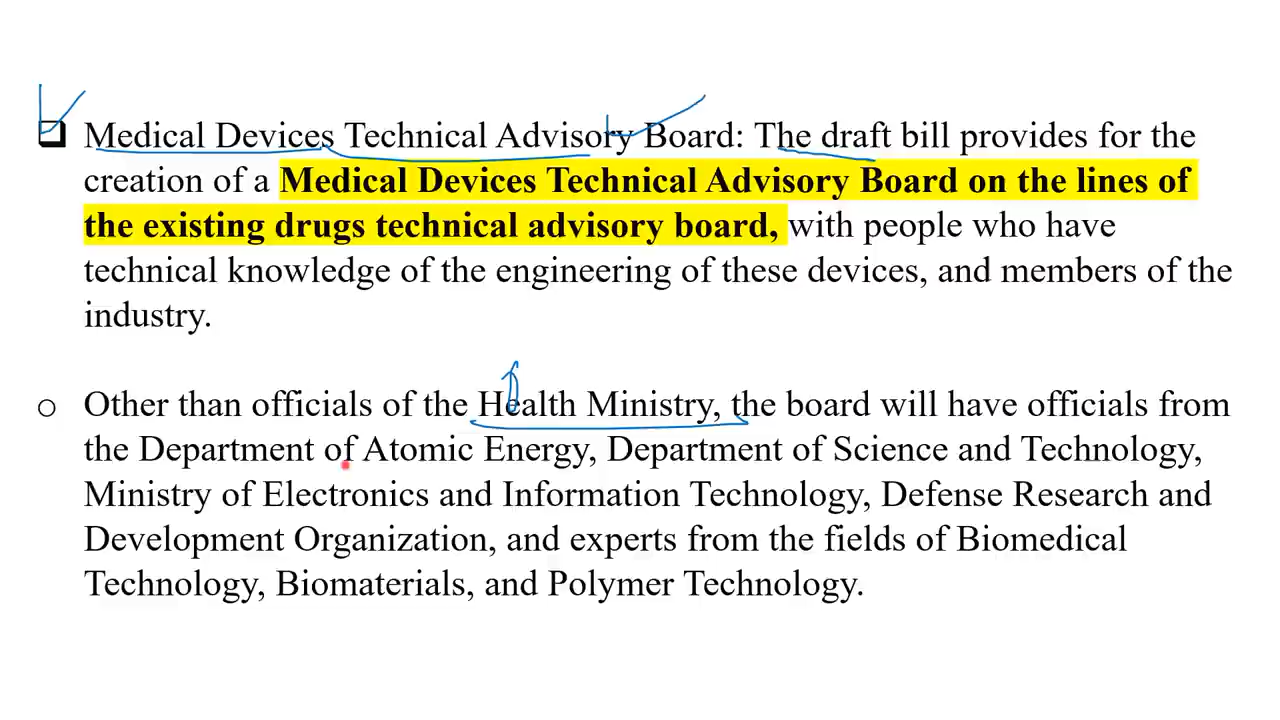 ❑ Medical Devices Technical Advisory Board: The draft bill provides for the
creation of a Medical Devices Technical Advisory Board on the lines of
the existing drugs technical advisory board, with people who have
technical knowledge of the engineering of these devices, and members of the
industry.
o Other than officials of the Health Ministry, the board will have officials from
the Department of Atomic Energy, Department of Science and Technology,
Ministry of Electronics and Information Technology, Defense Research and
Development Organization, and experts from the fields of Biomedical
Technology, Biomaterials, and Polymer Technology.